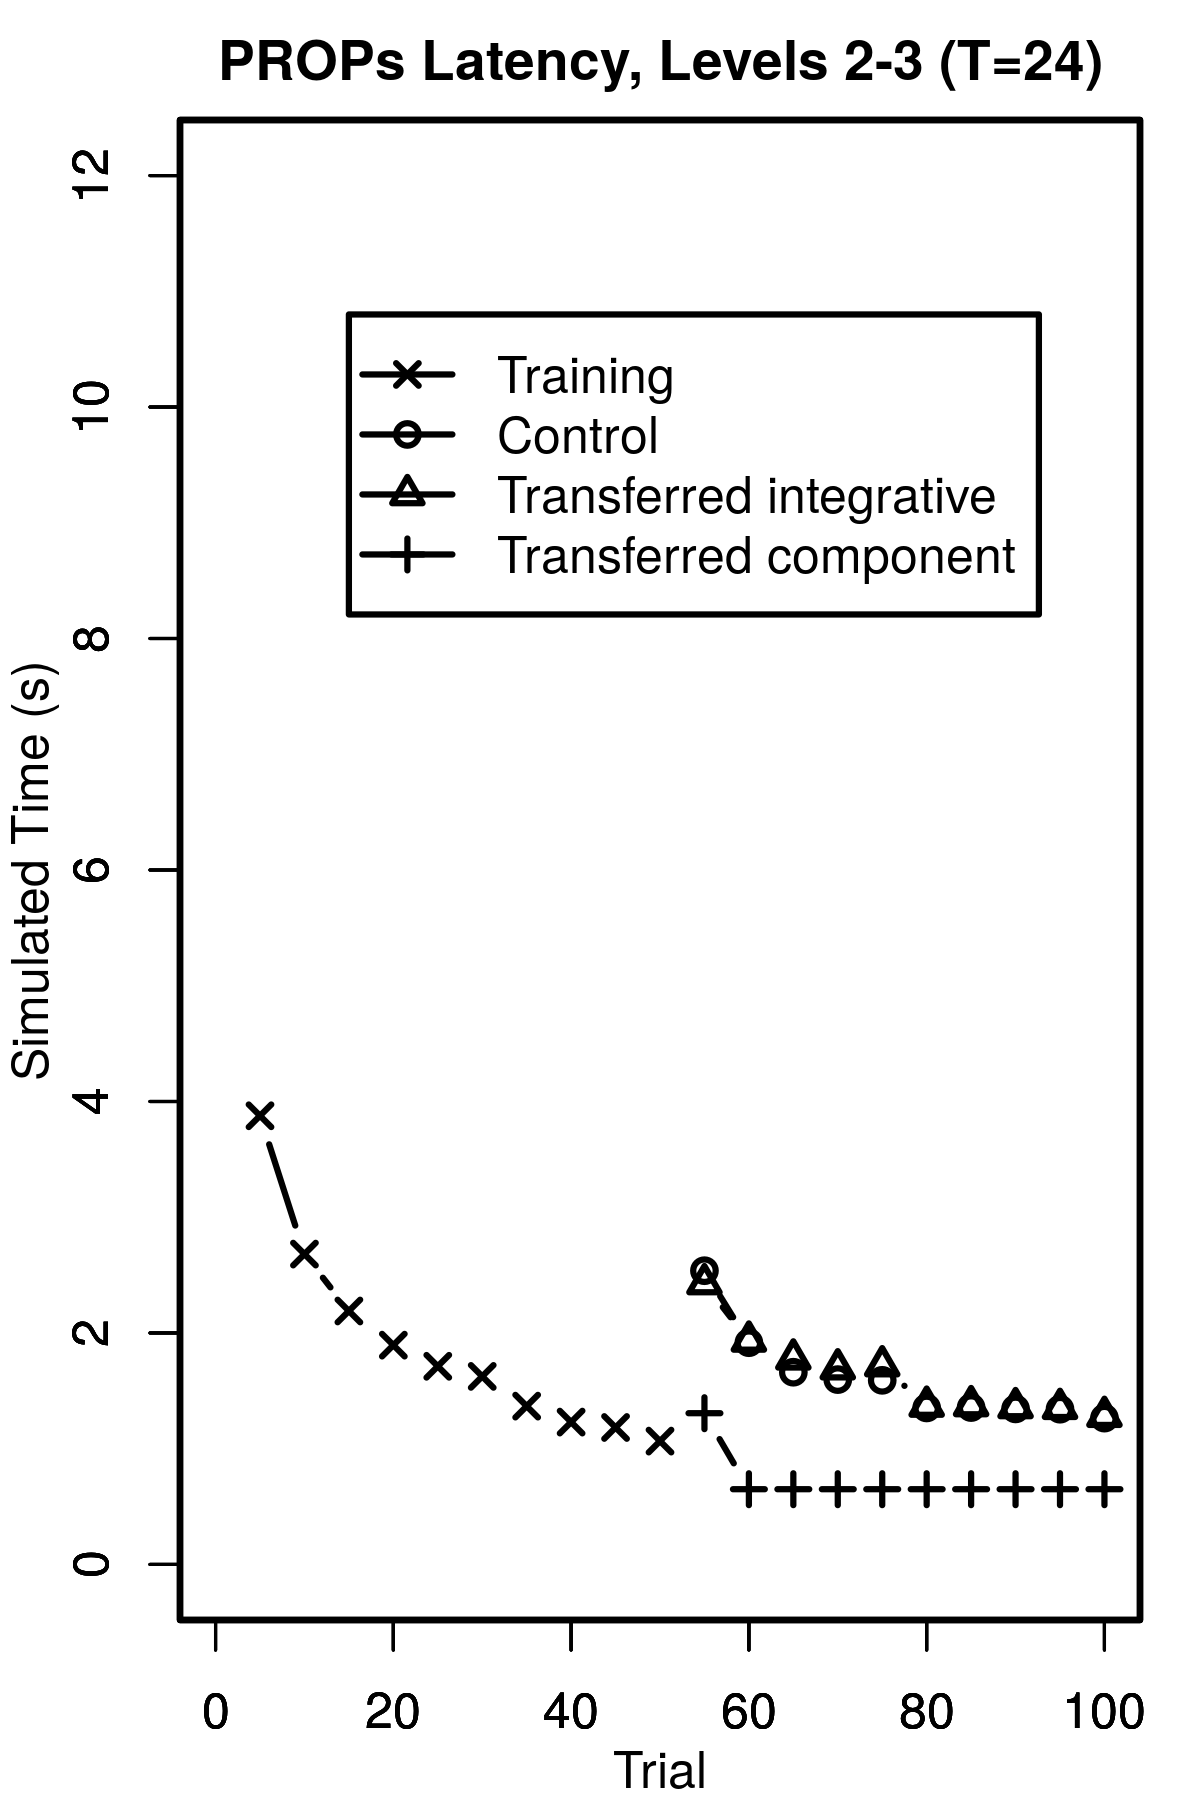 PROPs Latency, Levels 2-3 (T=24)
12
10
8
6
4
2
0
Simulated Time (s)
Training
Control
Transferred integrative
Transferred component
0 20 40 60 80 100
Trial